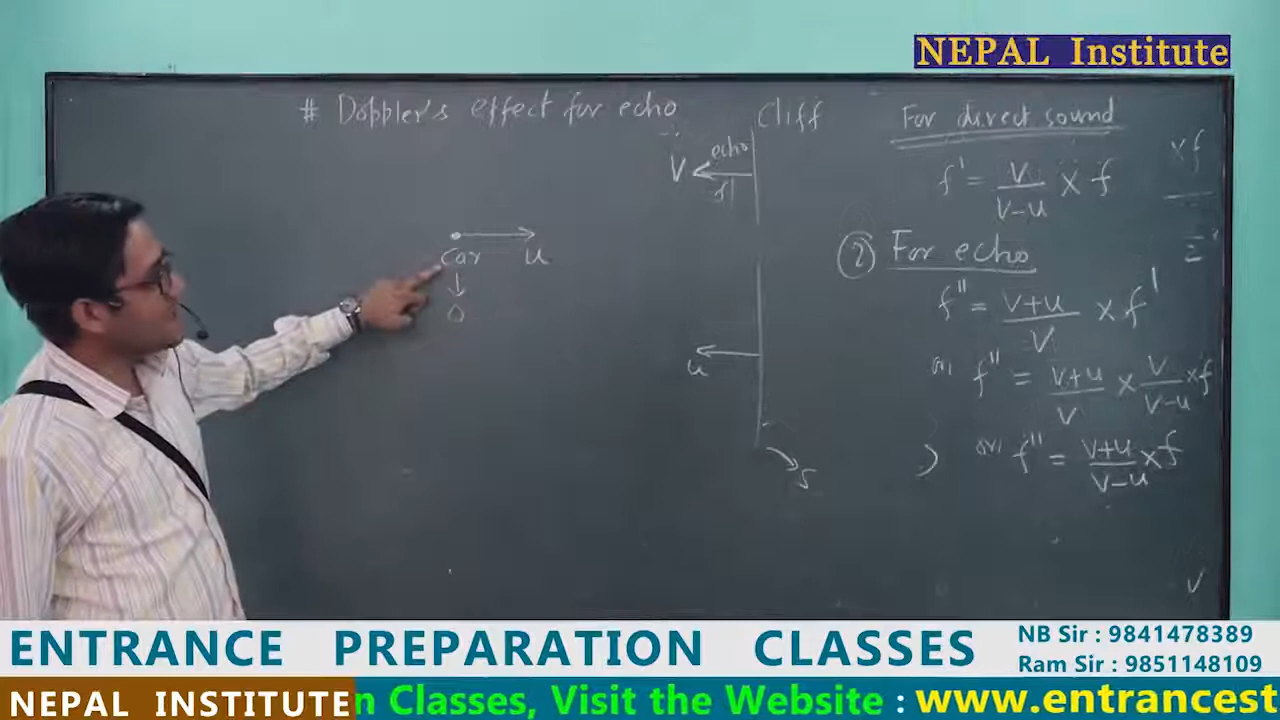 NEPAL Institute
# Doppler's effect for echo
Cliff
V
echo
f'
car
u
O
u
S
For direct sound
f' = V/V-u × f
② For echo
f'' = V+u/V × f'
or, f'' = V+u/V × V/V-u × f
or, f'' = V+u/V-u × f
×f
V
ENTRANCE PREPARATION CLASSES
NB Sir : 9841478389
Ram Sir : 9851148109
NEPAL INSTITUTE
n Classes, Visit the Website : www.entrancest